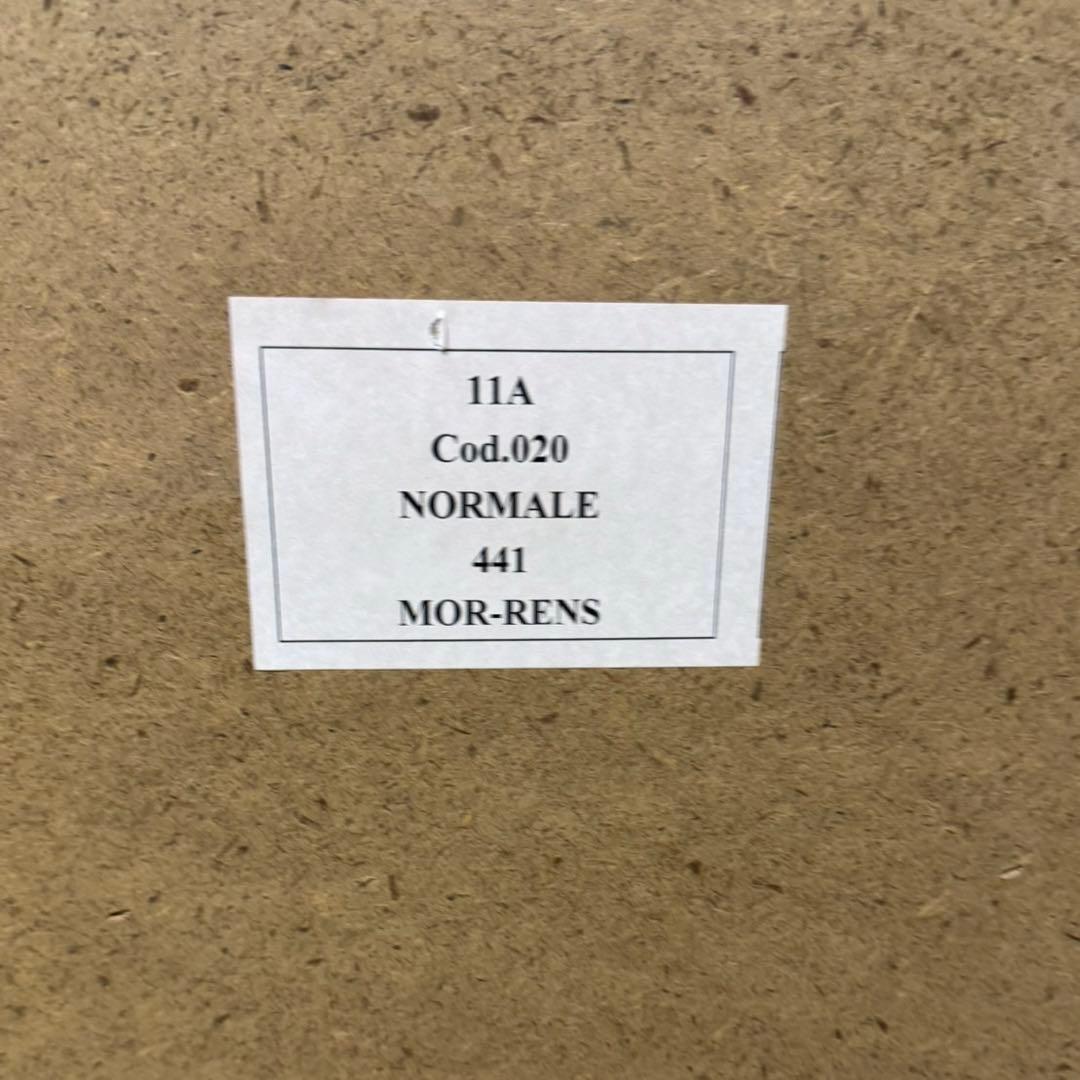 11A
Cod.020
NORMALE
441
MOR-RENS